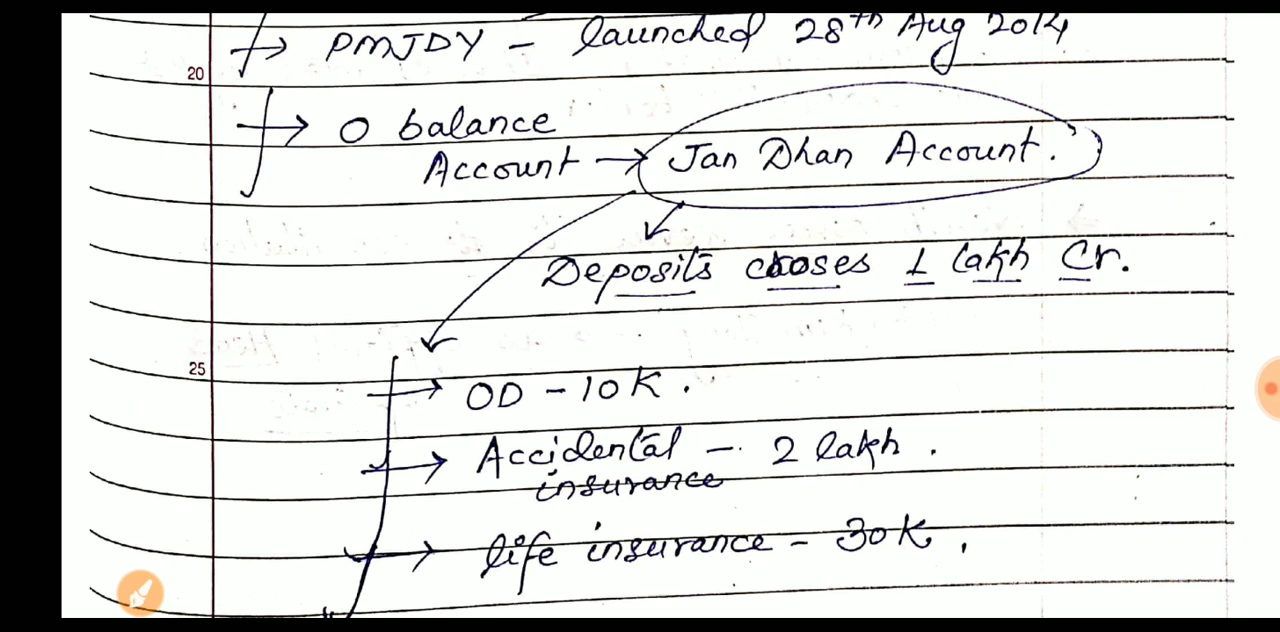 PMJDY - launched 28th Aug 2014
20
0 balance
Account → Jan Dhan Account.
Deposits croses 1 lakh Cr.
25
OD - 10K.
Accidental - 2 lakh.
insurance
life insurance - 30K.